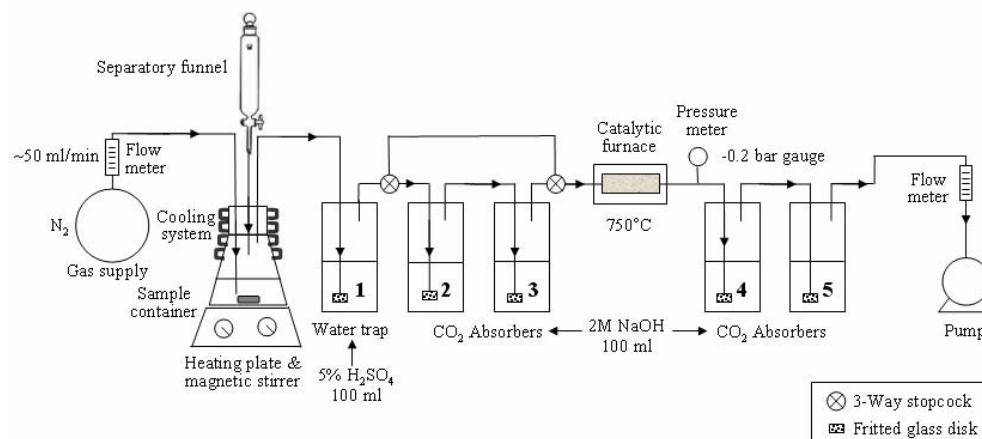 Separatory funnel
~50 ml/min
Flow
meter
N2
Gas supply
Cooling
system
Sample
container
Heating plate &
magnetic stirrer
1
Water trap
5% H2SO4
100 ml
2
3
CO2 Absorbers
2M NaOH
100 ml
Catalytic
furnace
750°C
Pressure
meter
-0.2 bar gauge
4
5
CO2 Absorbers
Flow
meter
Pump
3-Way stopcock
Fritted glass disk